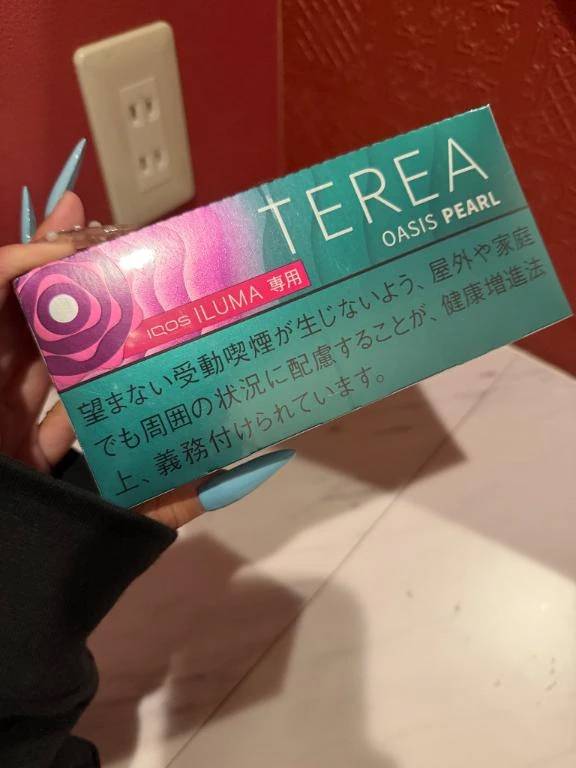 TEREA
OASIS PEARL
IQOS ILUMA 専用
望まない受動喫煙が生じないよう、屋外や家庭
でも周囲の状況に配慮することが、健康増進法
上、義務付けられています。